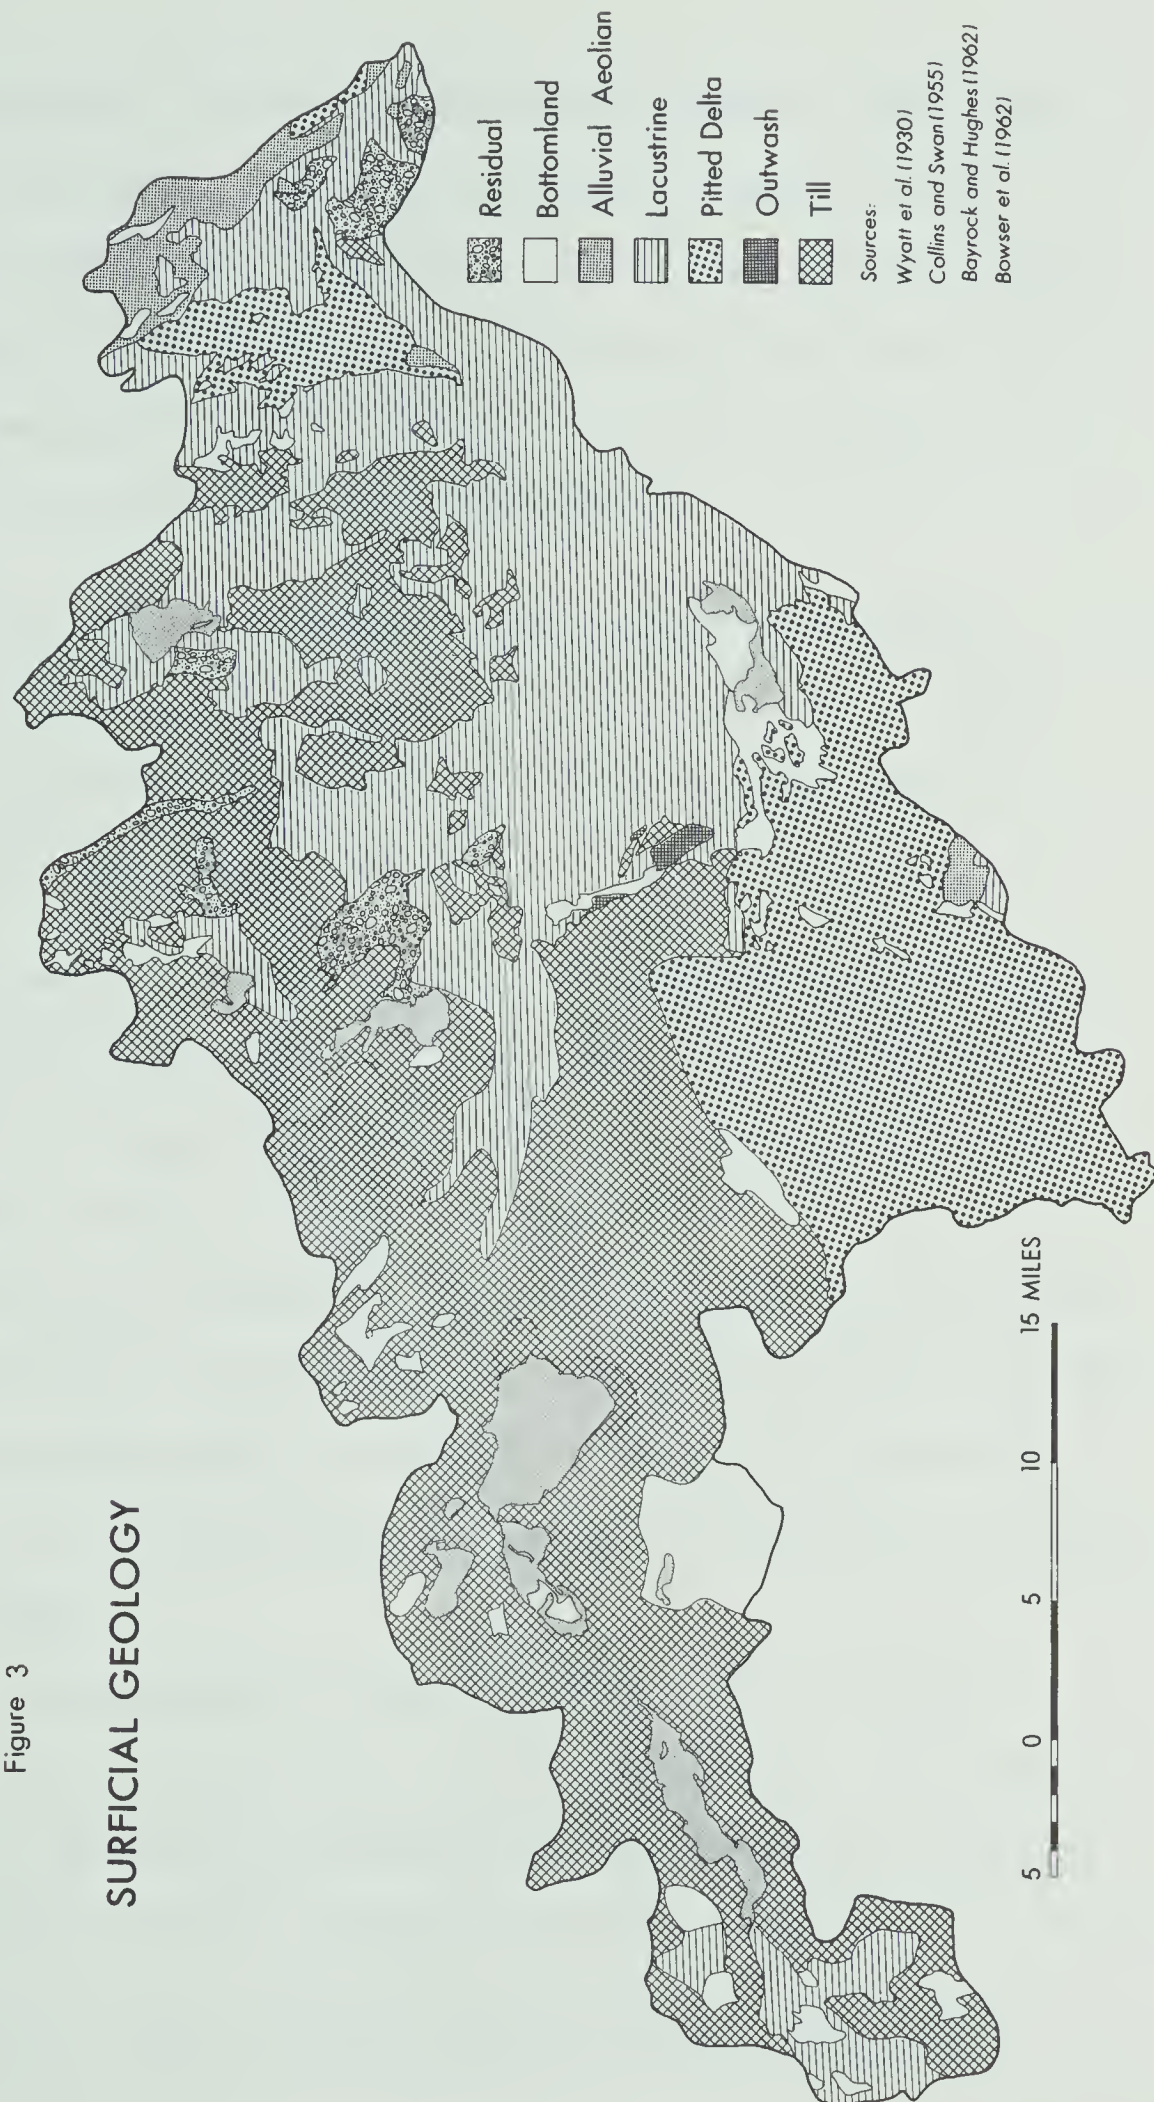 Figure 3
SURFICIAL GEOLOGY
Residual
Bottomland
Alluvial Aeolian
Lacustrine
Pitted Delta
Outwash
Till
Sources:
Wyatt et al. (1930)
Collins and Swan (1955)
Bayrock and Hughes (1962)
Bowser et al. (1962)
5 0 5 10 15 MILES